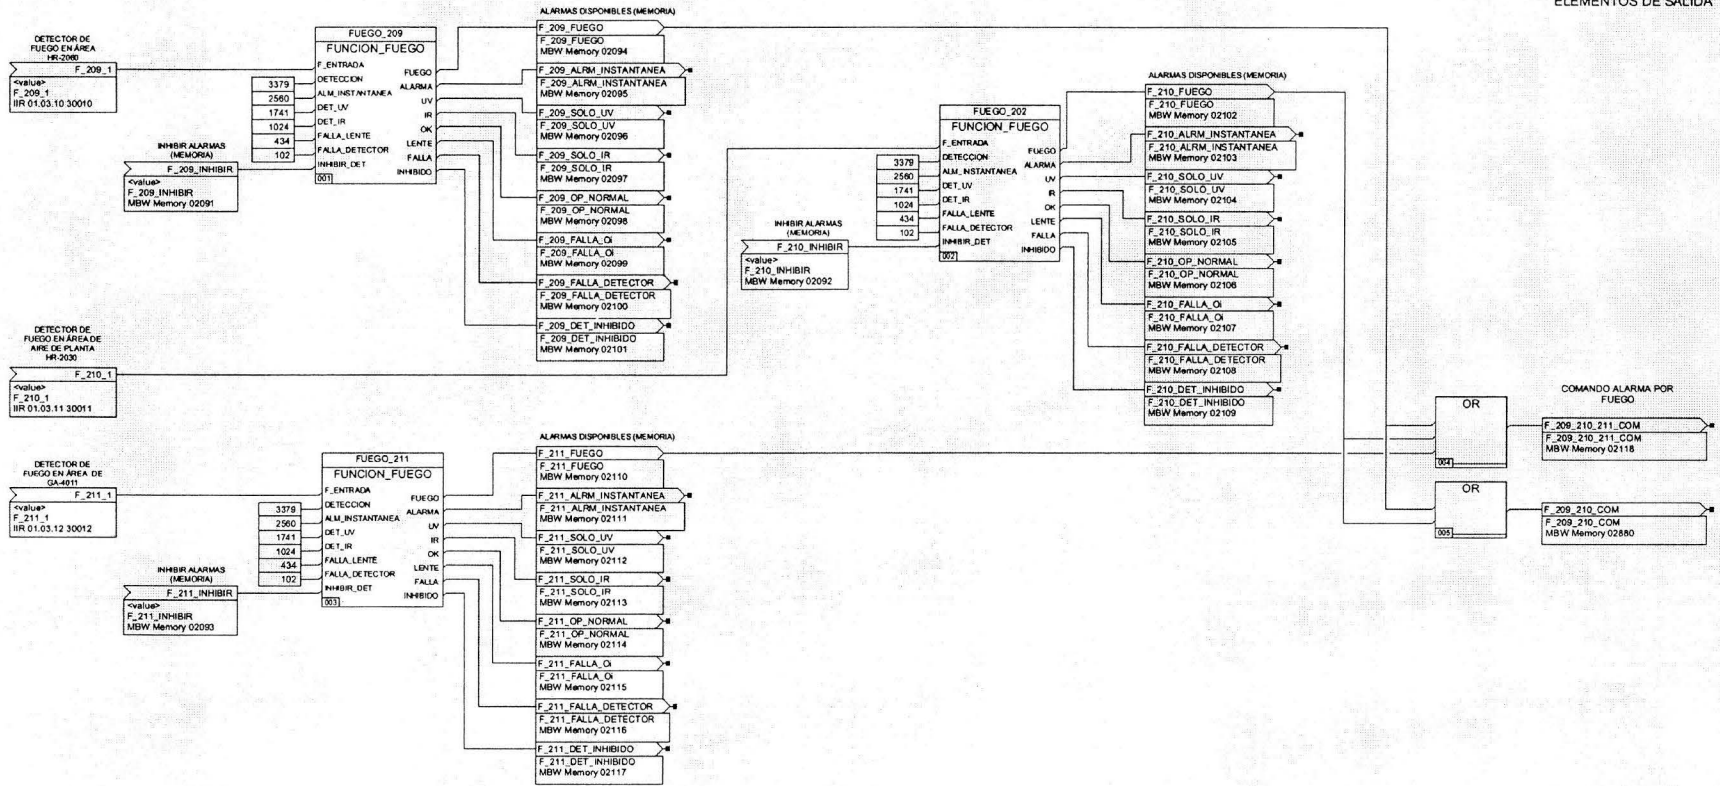 ELEMENTOS DE SALIDA
DETECTOR DE
FUEGO EN ÁREA
HR-2060
F_209_1
<value>
F_209_1
IIR 01.03.10 30010
INHIBIR ALARMAS
(MEMORIA)
F_209_INHIBIR
<value>
F_209_INHIBIR
MBW Memory 02091
3379
2560
1741
1024
434
102
FUEGO_209
FUNCION_FUEGO
F_ENTRADA
DETECCION
ALM_INSTANTANEA
DET_UV
DET_IR
FALLA_LENTE
FALLA_DETECTOR
INHIBIR_DET
FUEGO
ALARMA
UV
IR
OK
LENTE
FALLA
INHIBIDO
001
ALARMAS DISPONIBLES (MEMORIA)
F_209_FUEGO
F_209_FUEGO
MBW Memory 02094
F_209_ALRM_INSTANTANEA
F_209_ALRM_INSTANTANEA
MBW Memory 02095
F_209_SOLO_UV
F_209_SOLO_UV
MBW Memory 02096
F_209_SOLO_IR
F_209_SOLO_IR
MBW Memory 02097
F_209_OP_NORMAL
F_209_OP_NORMAL
MBW Memory 02098
F_209_FALLA_Oi
F_209_FALLA_Oi
MBW Memory 02099
F_209_FALLA_DETECTOR
F_209_FALLA_DETECTOR
MBW Memory 02100
F_209_DET_INHIBIDO
F_209_DET_INHIBIDO
MBW Memory 02101
DETECTOR DE
FUEGO EN ÁREA DE
AIRE DE PLANTA
HR-2030
F_210_1
<value>
F_210_1
IIR 01.03.11 30011
INHIBIR ALARMAS
(MEMORIA)
F_210_INHIBIR
<value>
F_210_INHIBIR
MBW Memory 02092
3379
2560
1741
1024
434
102
FUEGO_202
FUNCION_FUEGO
F_ENTRADA
DETECCION
ALM_INSTANTANEA
DET_UV
DET_IR
FALLA_LENTE
FALLA_DETECTOR
INHIBIR_DET
FUEGO
ALARMA
UV
IR
OK
LENTE
FALLA
INHIBIDO
002
ALARMAS DISPONIBLES (MEMORIA)
F_210_FUEGO
F_210_FUEGO
MBW Memory 02102
F_210_ALRM_INSTANTANEA
F_210_ALRM_INSTANTANEA
MBW Memory 02103
F_210_SOLO_UV
F_210_SOLO_UV
MBW Memory 02104
F_210_SOLO_IR
F_210_SOLO_IR
MBW Memory 02105
F_210_OP_NORMAL
F_210_OP_NORMAL
MBW Memory 02106
F_210_FALLA_Oi
F_210_FALLA_Oi
MBW Memory 02107
F_210_FALLA_DETECTOR
F_210_FALLA_DETECTOR
MBW Memory 02108
F_210_DET_INHIBIDO
F_210_DET_INHIBIDO
MBW Memory 02109
DETECTOR DE
FUEGO EN ÁREA DE
GA-4011
F_211_1
<value>
F_211_1
IIR 01.03.12 30012
INHIBIR ALARMAS
(MEMORIA)
F_211_INHIBIR
<value>
F_211_INHIBIR
MBW Memory 02093
3379
2560
1741
1024
434
102
FUEGO_211
FUNCION_FUEGO
F_ENTRADA
DETECCION
ALM_INSTANTANEA
DET_UV
DET_IR
FALLA_LENTE
FALLA_DETECTOR
INHIBIR_DET
FUEGO
ALARMA
UV
IR
OK
LENTE
FALLA
INHIBIDO
003
ALARMAS DISPONIBLES (MEMORIA)
F_211_FUEGO
F_211_FUEGO
MBW Memory 02110
F_211_ALRM_INSTANTANEA
F_211_ALRM_INSTANTANEA
MBW Memory 02111
F_211_SOLO_UV
F_211_SOLO_UV
MBW Memory 02112
F_211_SOLO_IR
F_211_SOLO_IR
MBW Memory 02113
F_211_OP_NORMAL
F_211_OP_NORMAL
MBW Memory 02114
F_211_FALLA_Oi
F_211_FALLA_Oi
MBW Memory 02115
F_211_FALLA_DETECTOR
F_211_FALLA_DETECTOR
MBW Memory 02116
F_211_DET_INHIBIDO
F_211_DET_INHIBIDO
MBW Memory 02117
OR
004
COMANDO ALARMA POR
FUEGO
F_209_210_211_COM
F_209_210_211_COM
MBW Memory 02118
OR
005
F_209_210_COM
F_209_210_COM
MBW Memory 02880